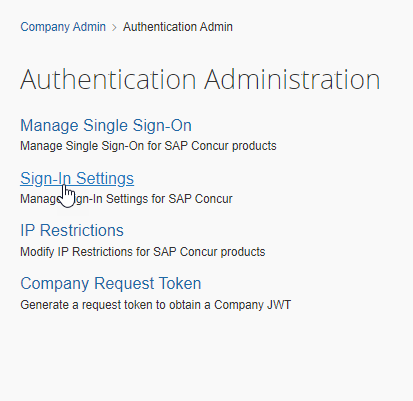 Company Admin > Authentication Admin
Authentication Administration
Manage Single Sign-On
Manage Single Sign-On for SAP Concur products
Sign-In Settings
Manage Sign-In Settings for SAP Concur
IP Restrictions
Modify IP Restrictions for SAP Concur products
Company Request Token
Generate a request token to obtain a Company JWT